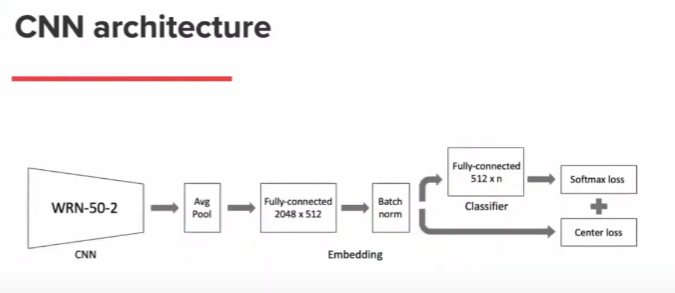 CNN architecture
WRN-50-2
CNN
Avg
Pool
Fully-connected
2048 x 512
Batch
norm
Embedding
Fully-connected
512 x n
Classifier
Softmax loss
Center loss